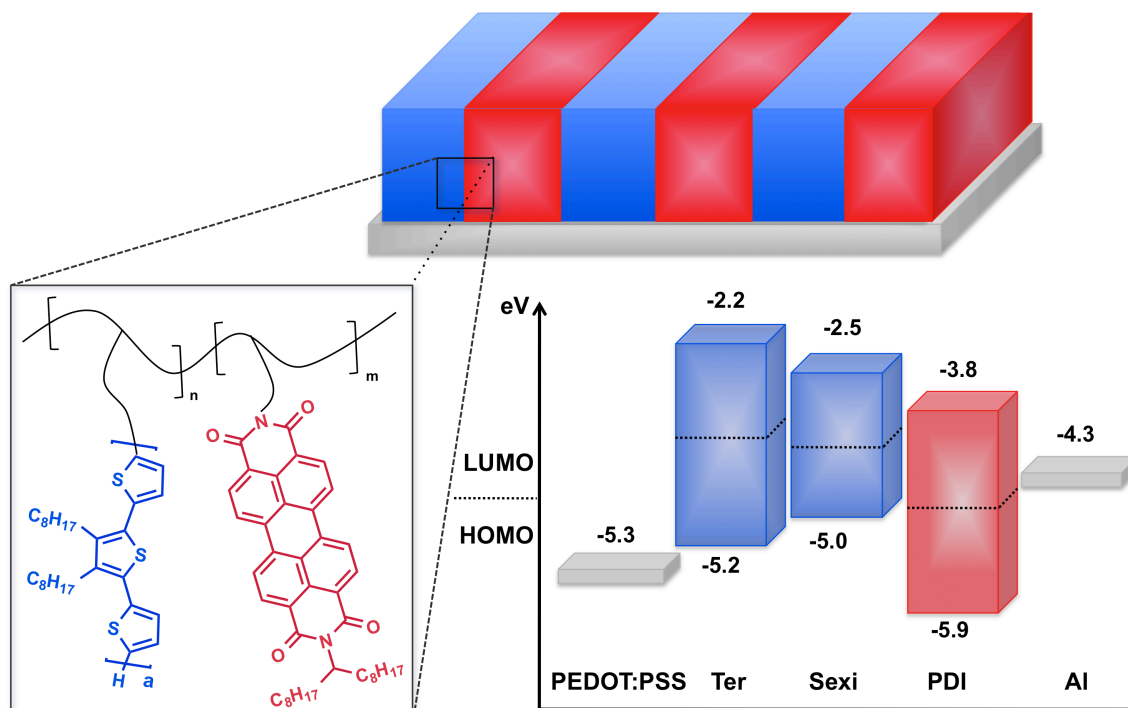 eV
-2.2
-2.5
-3.8
-4.3
LUMO
HOMO
-5.3
-5.2
-5.0
-5.9
PEDOT:PSS Ter Sexi PDI Al
n
m
O N O
S
C8H17
S
C8H17
S
H a
O N O
C8H17 C8H17